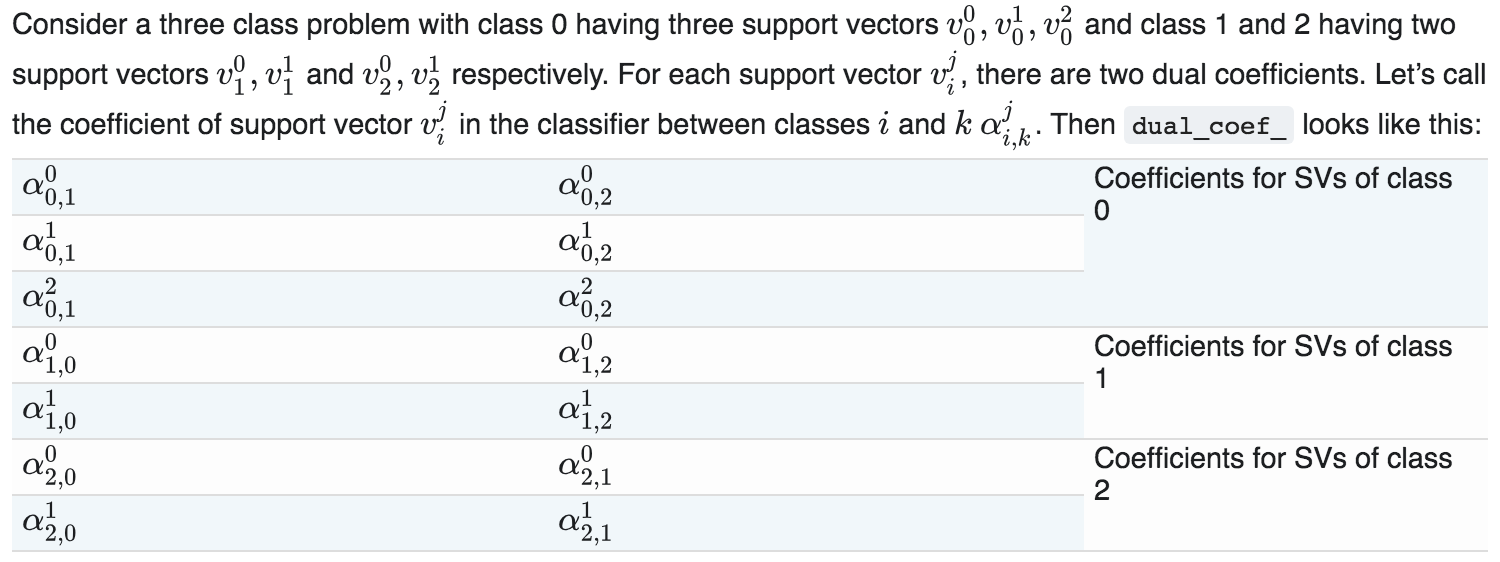 Consider a three class problem with class 0 having three support vectors $v_0^0, v_0^1, v_0^2$ and class 1 and 2 having two
support vectors $v_1^0, v_1^1$ and $v_2^0, v_2^1$ respectively. For each support vector $v_i^j$, there are two dual coefficients. Let’s call
the coefficient of support vector $v_i^j$ in the classifier between classes $i$ and $k$ $\alpha_{i,k}^j$. Then dual_coef_ looks like this:
$\alpha_{0,1}^0$ $\alpha_{0,2}^0$ Coefficients for SVs of class
0
$\alpha_{0,1}^1$ $\alpha_{0,2}^1$
$\alpha_{0,1}^2$ $\alpha_{0,2}^2$
$\alpha_{1,0}^0$ $\alpha_{1,2}^0$ Coefficients for SVs of class
1
$\alpha_{1,0}^1$ $\alpha_{1,2}^1$
$\alpha_{2,0}^0$ $\alpha_{2,1}^0$ Coefficients for SVs of class
2
$\alpha_{2,0}^1$ $\alpha_{2,1}^1$